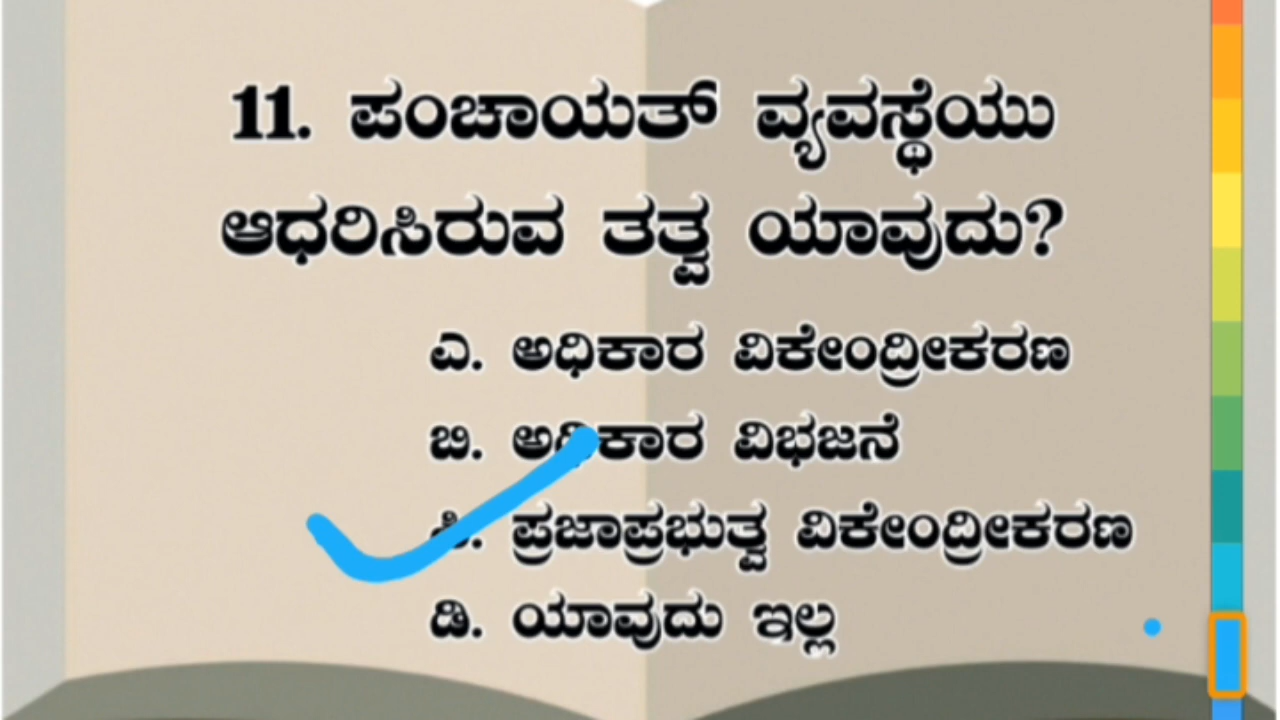 11. ಪಂಚಾಯತ್ ವ್ಯವಸ್ಥೆಯು
ಆಧರಿಸಿರುವ ತತ್ವ ಯಾವುದು?
ಎ. ಅಧಿಕಾರ ವಿಕೇಂದ್ರೀಕರಣ
ಬಿ. ಅಧಿಕಾರ ವಿಭಜನೆ
ಸಿ. ಪ್ರಜಾಪ್ರಭುತ್ವ ವಿಕೇಂದ್ರೀಕರಣ
ಡಿ. ಯಾವುದು ಇಲ್ಲ